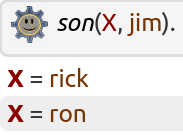 son(X, jim).
X = rick
X = ron